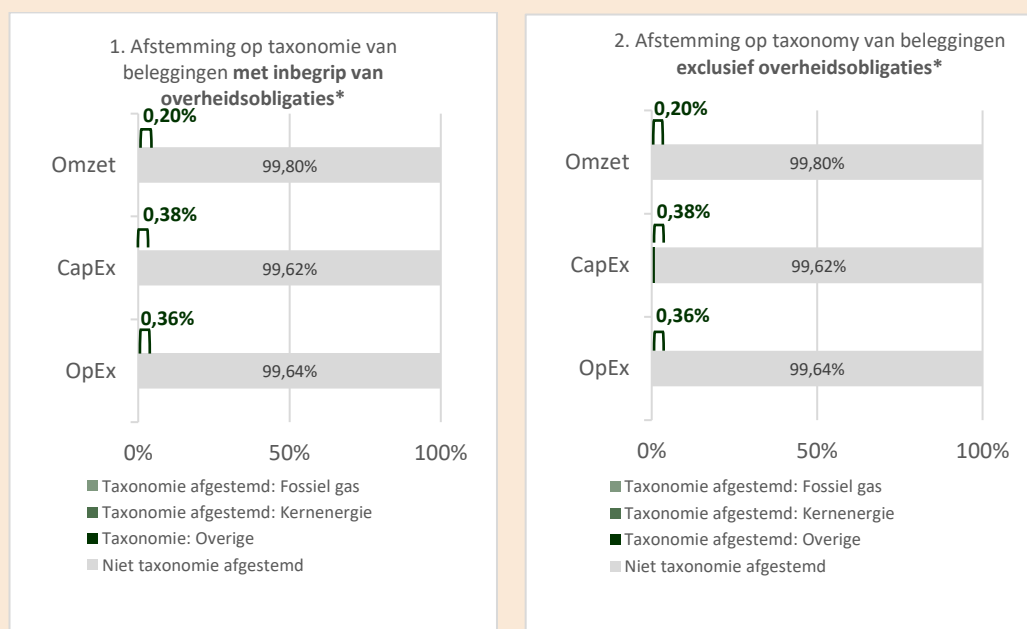 1. Afstemming op taxonomie van
beleggingen met inbegrip van
overheidsobligaties*
0,20%
Omzet
99,80%
0,38%
CapEx
99,62%
0,36%
OpEx
99,64%
0%
50%
100%
Taxonomie afgestemd: Fossiel gas
Taxonomie afgestemd: Kernenergie
Taxonomie: Overige
Niet taxonomie afgestemd
2. Afstemming op taxonomy van beleggingen
exclusief overheidsobligaties*
0,20%
Omzet
99,80%
0,38%
CapEx
99,62%
0,36%
OpEx
99,64%
0%
50%
100%
Taxonomie afgestemd: Fossiel gas
Taxonomie afgestemd: Kernenergie
Taxonomie afgestemd: Overige
Niet taxonomie afgestemd